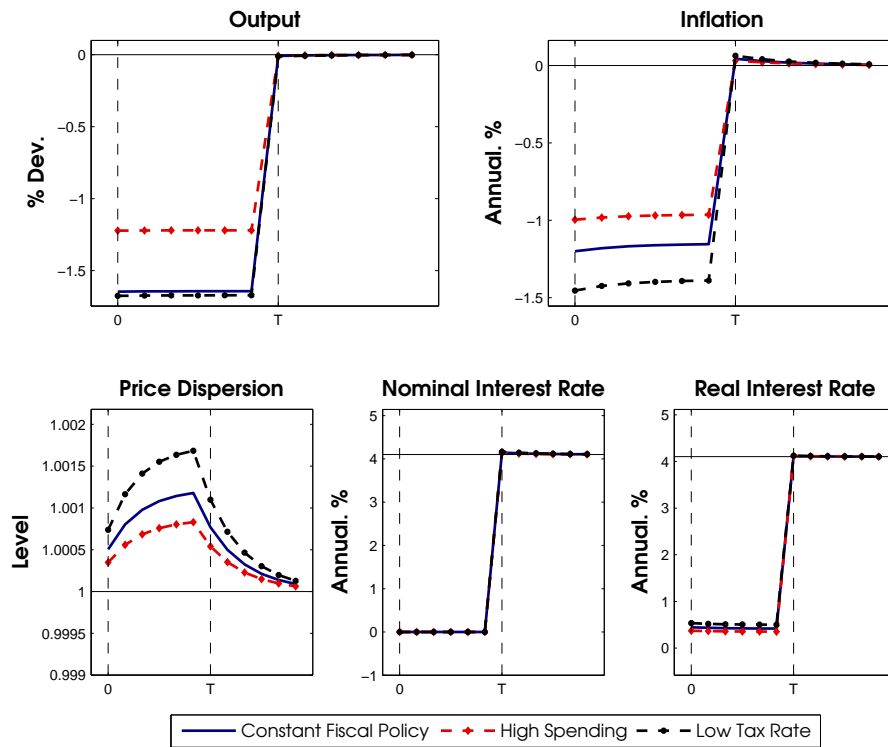 Output
% Dev.
0
−0.5
−1
−1.5
0
T
Inflation
Annual. %
0
−0.5
−1
−1.5
0
T
Price Dispersion
Level
1.002
1.0015
1.001
1.0005
1
0.9995
0.999
0
T
Nominal Interest Rate
Annual. %
5
4
3
2
1
0
−1
0
T
Real Interest Rate
Annual. %
5
4
3
2
1
0
0
T
Constant Fiscal Policy
High Spending
Low Tax Rate